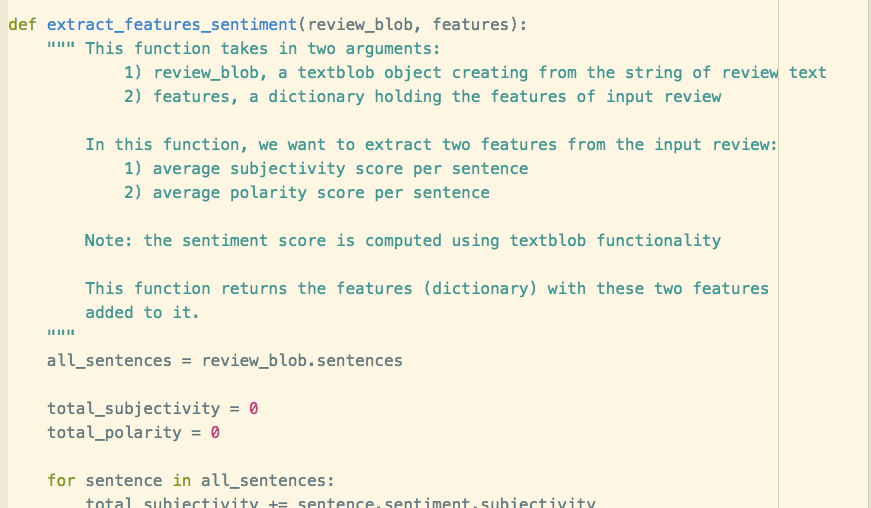 def extract_features_sentiment(review_blob, features):
    """ This function takes in two arguments:
            1) review_blob, a textblob object creating from the string of review text
            2) features, a dictionary holding the features of input review

        In this function, we want to extract two features from the input review:
            1) average subjectivity score per sentence
            2) average polarity score per sentence

        Note: the sentiment score is computed using textblob functionality

        This function returns the features (dictionary) with these two features
        added to it.
    """
    all_sentences = review_blob.sentences

    total_subjectivity = 0
    total_polarity = 0

    for sentence in all_sentences:
        total_subjectivity += sentence.sentiment.subjectivity